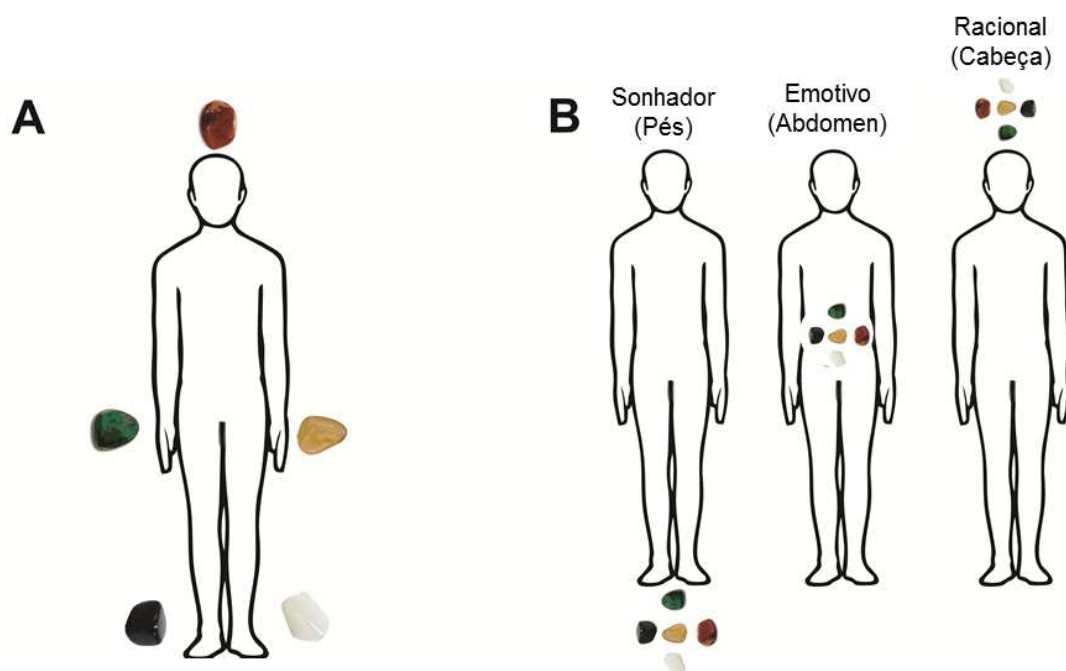 A
B
Sonhador
(Pés)
Emotivo
(Abdomen)
Racional
(Cabeça)